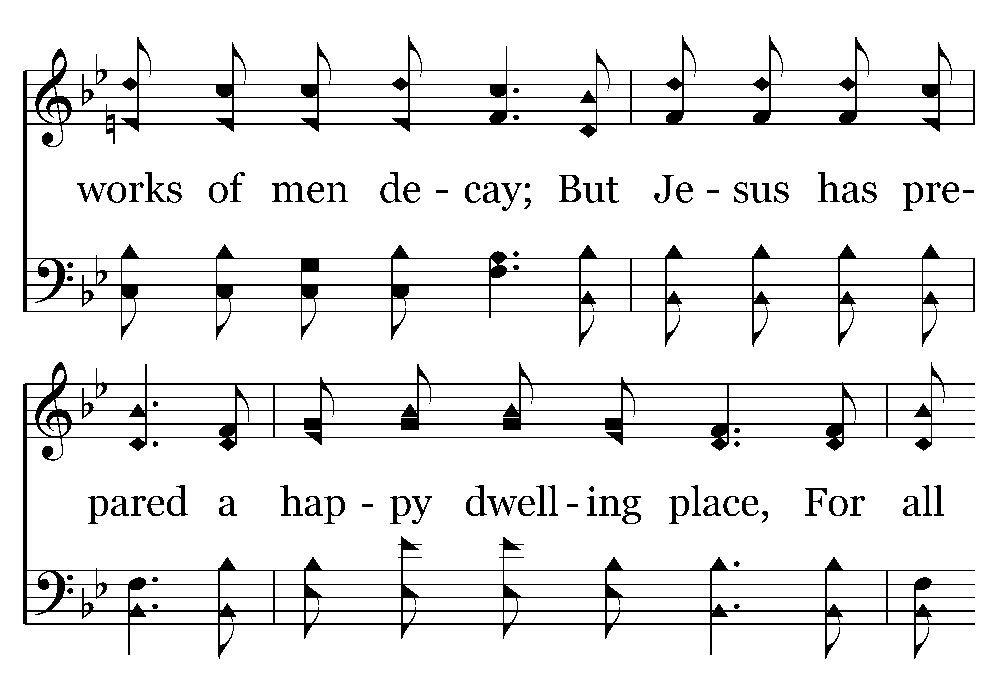 works of men de - cay; But Je - sus has pre-
pared a hap - py dwell - ing place, For all